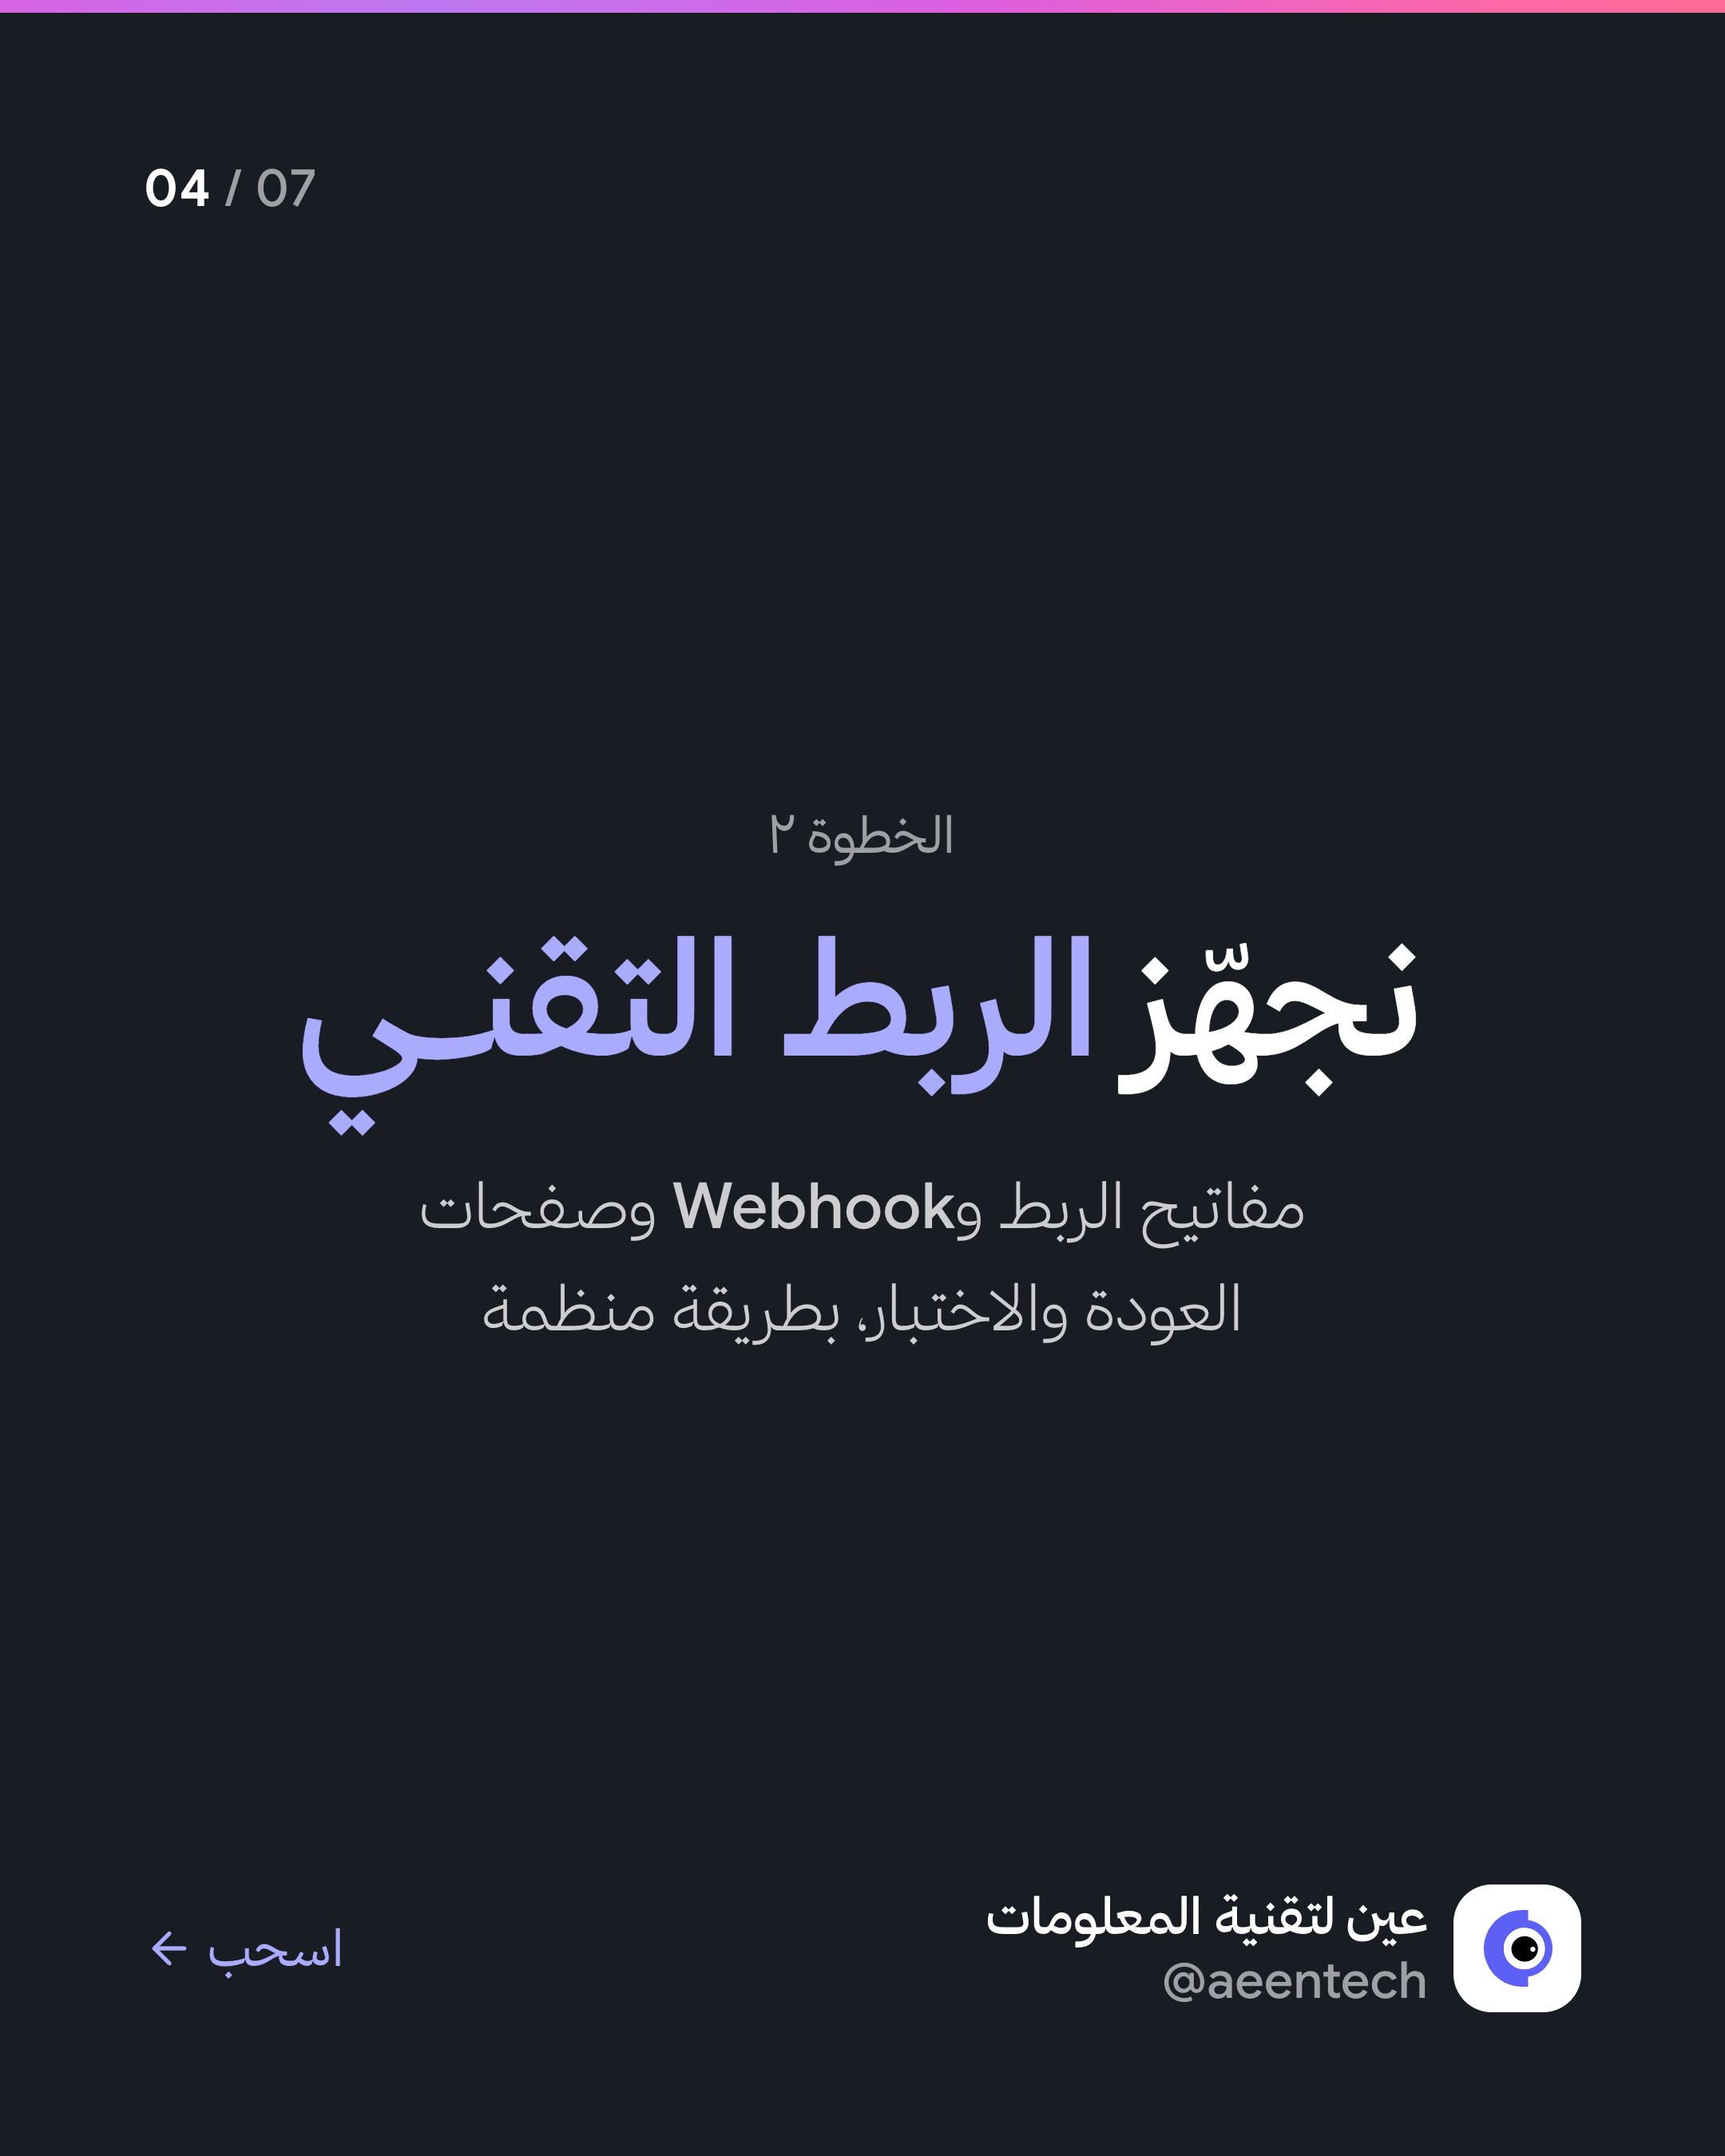 04 / 07
الخطوة ٢
نجهّز الربط التقني
مفاتيح الربط وWebhook وصفحات
العودة والاختبار، بطريقة منظمة
عين لتقنية المعلومات
@aeentech
اسحب ←